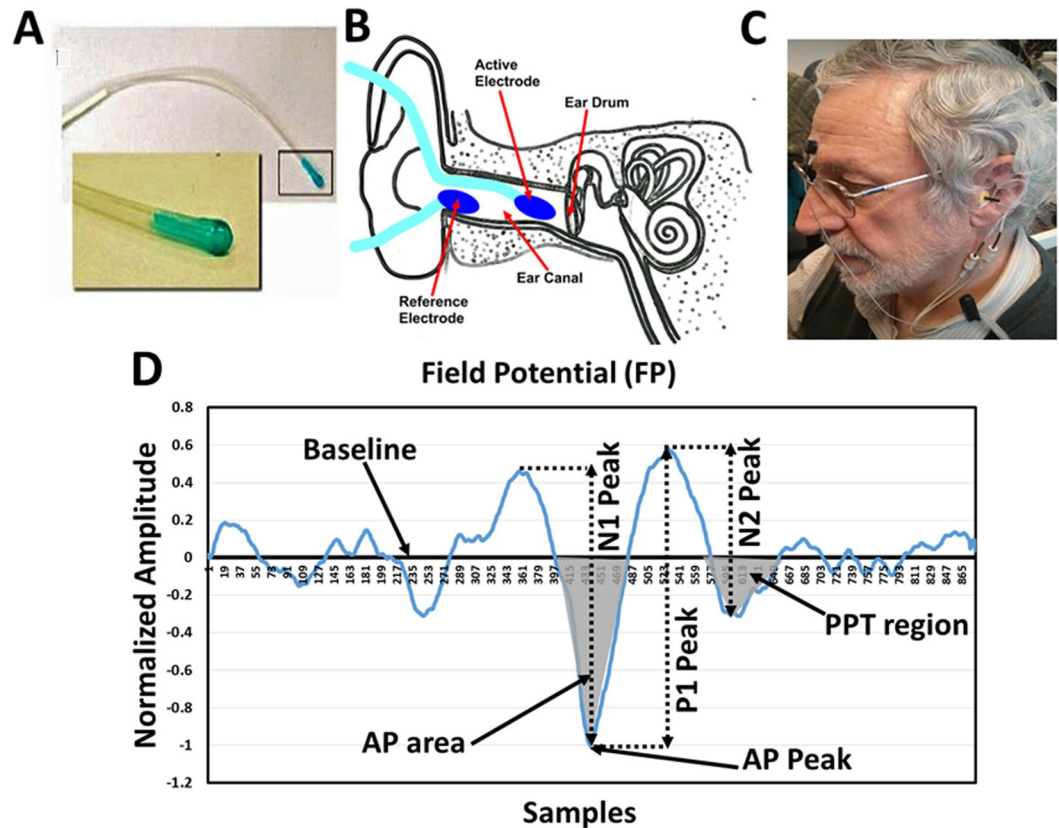 A
B
C
Active
Electrode
Ear Drum
Ear Canal
Reference
Electrode
D
Field Potential (FP)
Normalized Amplitude
0.8
0.6
0.4
0.2
0
-0.2
-0.4
-0.6
-0.8
-1
-1.2
Baseline
N1 Peak
N2 Peak
P1 Peak
PPT region
AP area
AP Peak
1 19 37 55 73 91 109 127 145 163 181 199 217 235 253 271 289 307 325 343 361 379 397 415 433 451 469 487 505 523 541 559 577 595 613 631 649 667 685 703 721 739 757 775 793 811 829 847 865
Samples